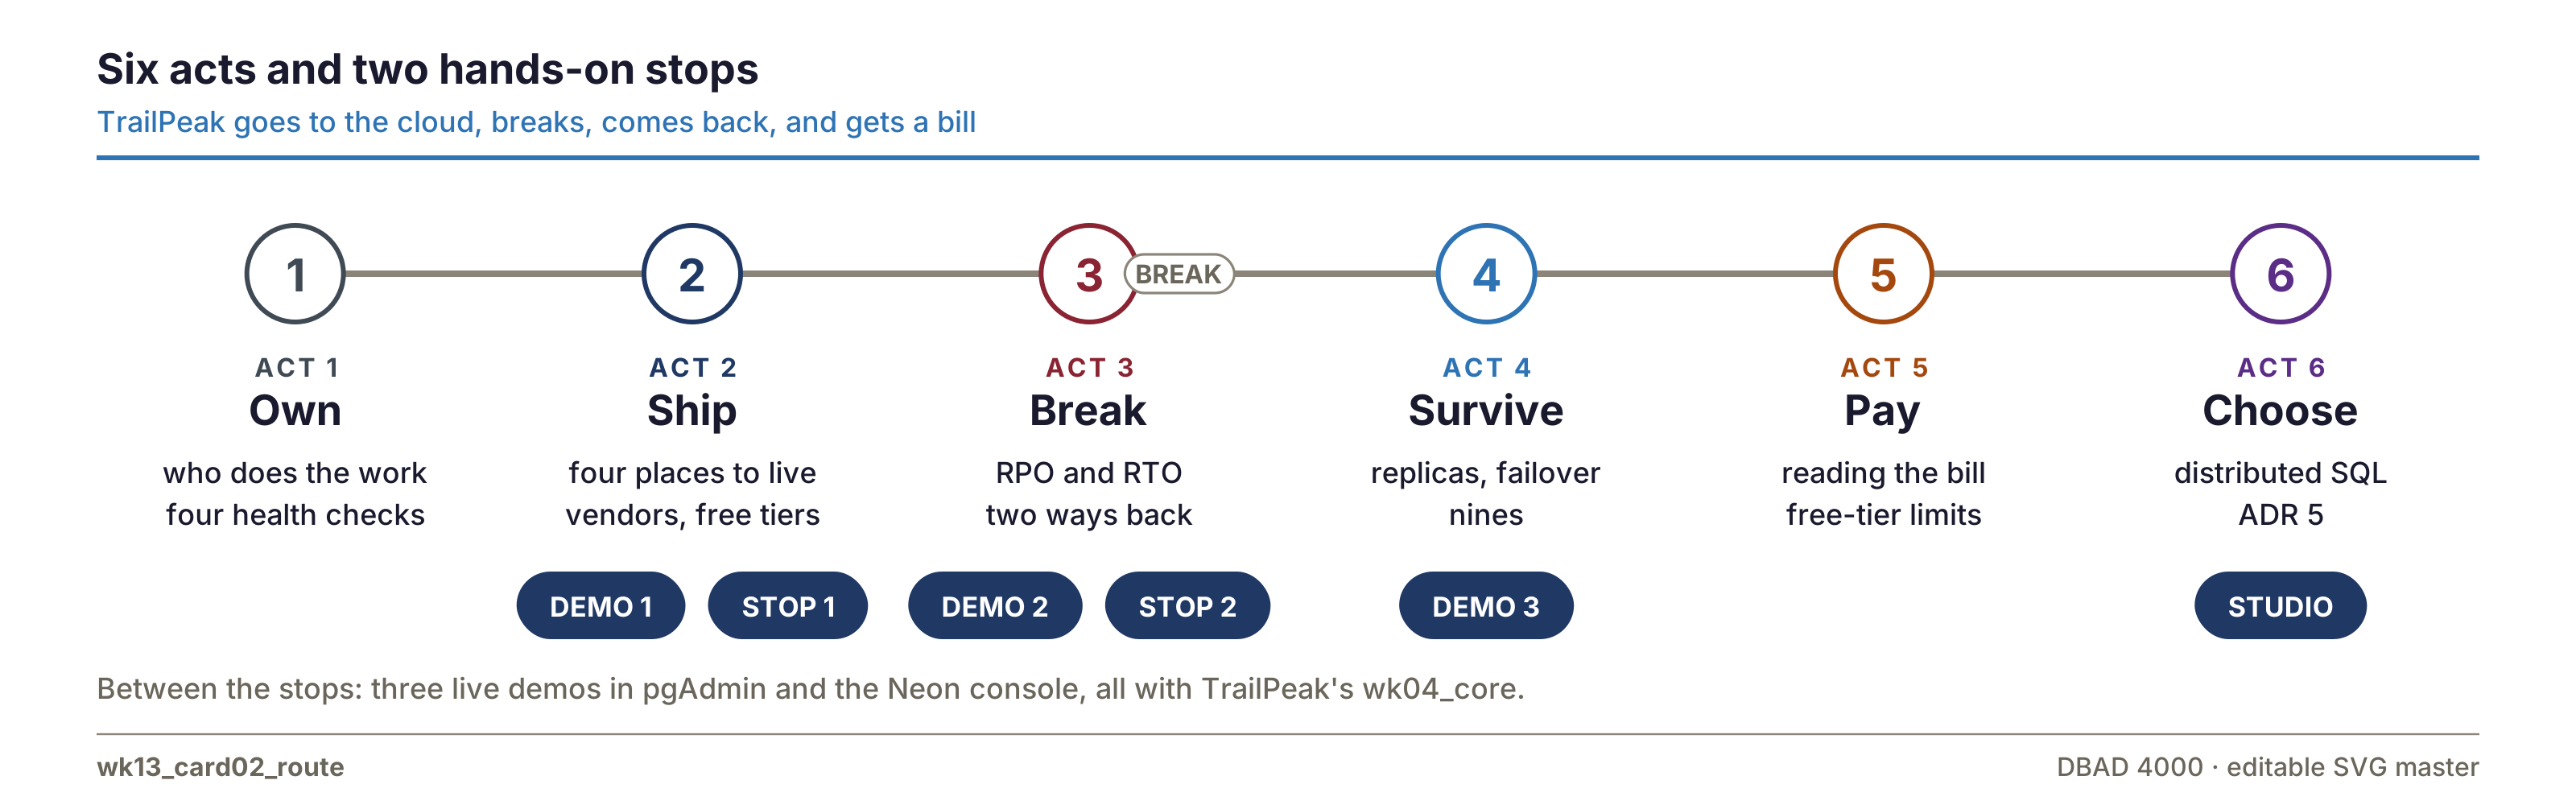 Six acts and two hands-on stops
TrailPeak goes to the cloud, breaks, comes back, and gets a bill
1
2
3
BREAK
4
5
6
ACT 1
Own
who does the work
four health checks
ACT 2
Ship
four places to live
vendors, free tiers
DEMO 1
STOP 1
ACT 3
Break
RPO and RTO
two ways back
DEMO 2
STOP 2
ACT 4
Survive
replicas, failover
nines
DEMO 3
ACT 5
Pay
reading the bill
free-tier limits
ACT 6
Choose
distributed SQL
ADR 5
STUDIO
Between the stops: three live demos in pgAdmin and the Neon console, all with TrailPeak's wk04_core.
wk13_card02_route
DBAD 4000 · editable SVG master